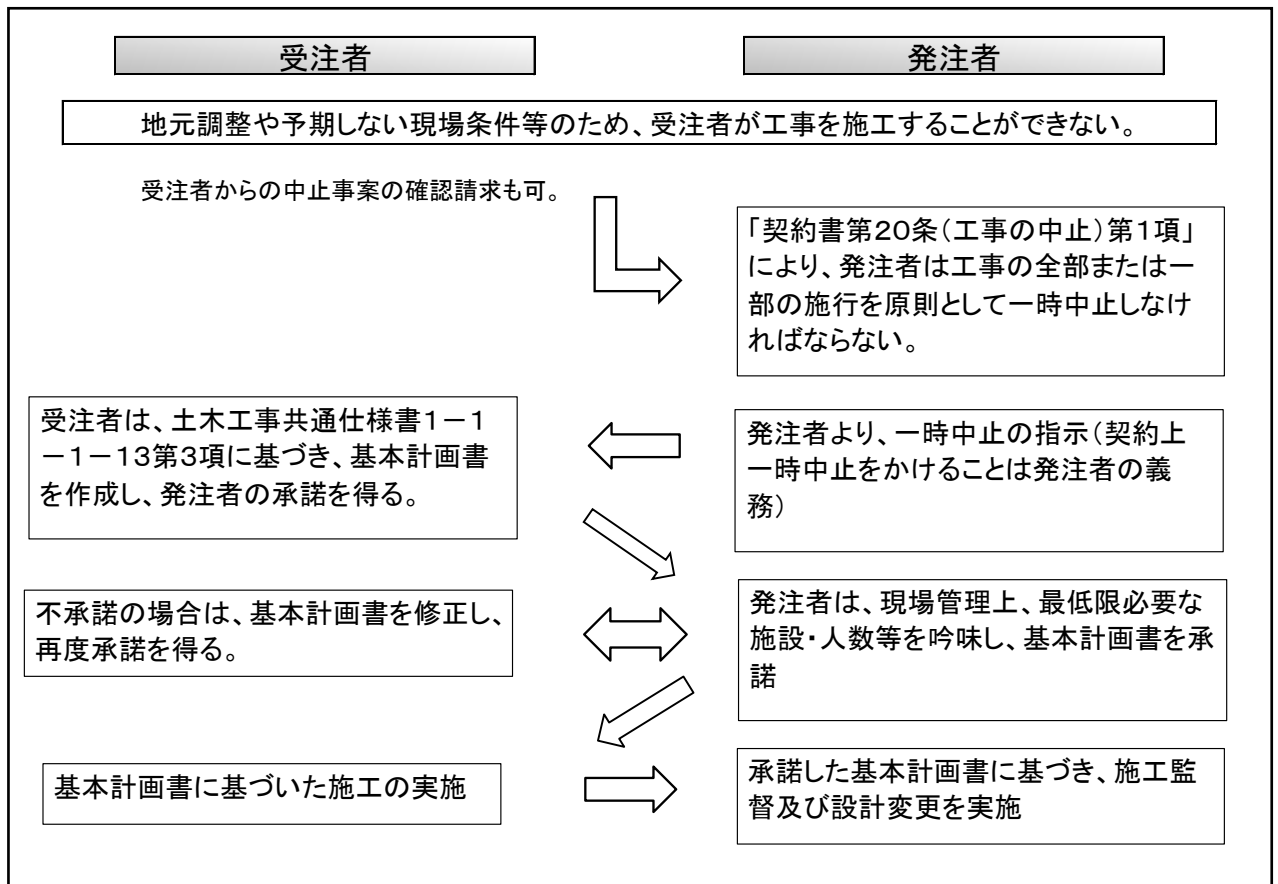 受注者
発注者
地元調整や予期しない現場条件等のため、受注者が工事を施工することができない。
受注者からの中止事案の確認請求も可。
「契約書第20条(工事の中止)第1項」
により、発注者は工事の全部または一
部の施行を原則として一時中止しなけ
ればならない。
受注者は、土木工事共通仕様書1-1
-1-13第3項に基づき、基本計画書
を作成し、発注者の承諾を得る。
発注者より、一時中止の指示(契約上
一時中止をかけることは発注者の義
務)
不承諾の場合は、基本計画書を修正し、
再度承諾を得る。
発注者は、現場管理上、最低限必要な
施設・人数等を吟味し、基本計画書を承
諾
基本計画書に基づいた施工の実施
承諾した基本計画書に基づき、施工監
督及び設計変更を実施